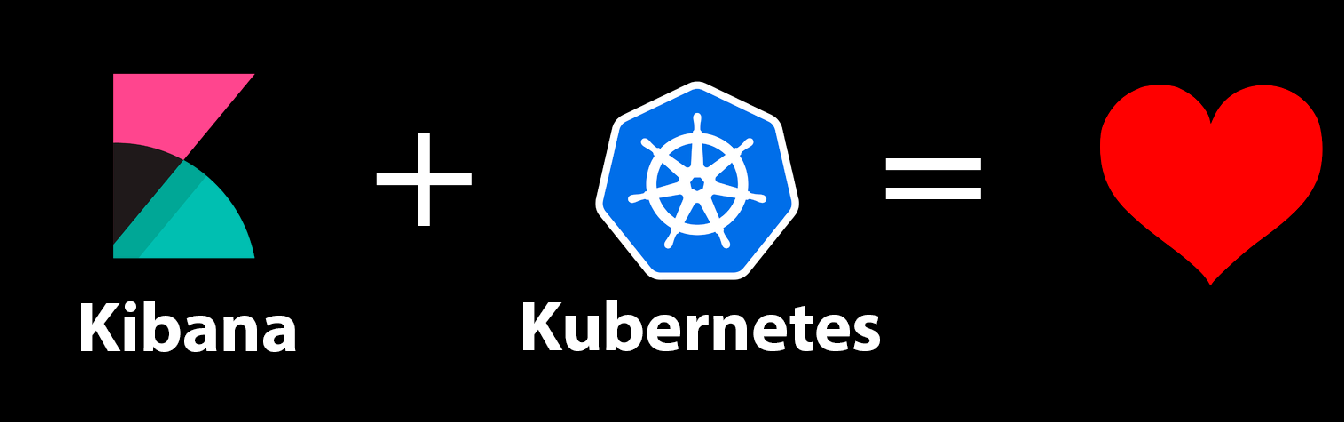 Kibana
+
Kubernetes
=